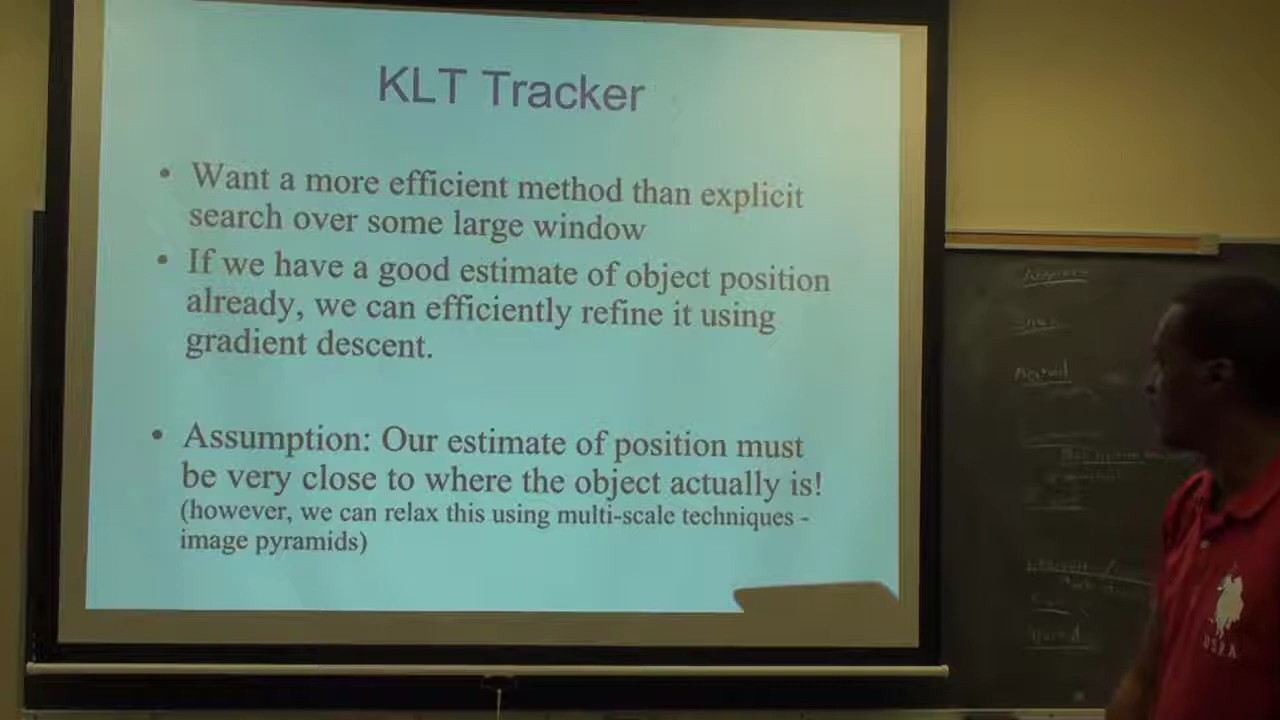 KLT Tracker
• Want a more efficient method than explicit
search over some large window
• If we have a good estimate of object position
already, we can efficiently refine it using
gradient descent.
• Assumption: Our estimate of position must
be very close to where the object actually is!
(however, we can relax this using multi-scale techniques -
image pyramids)